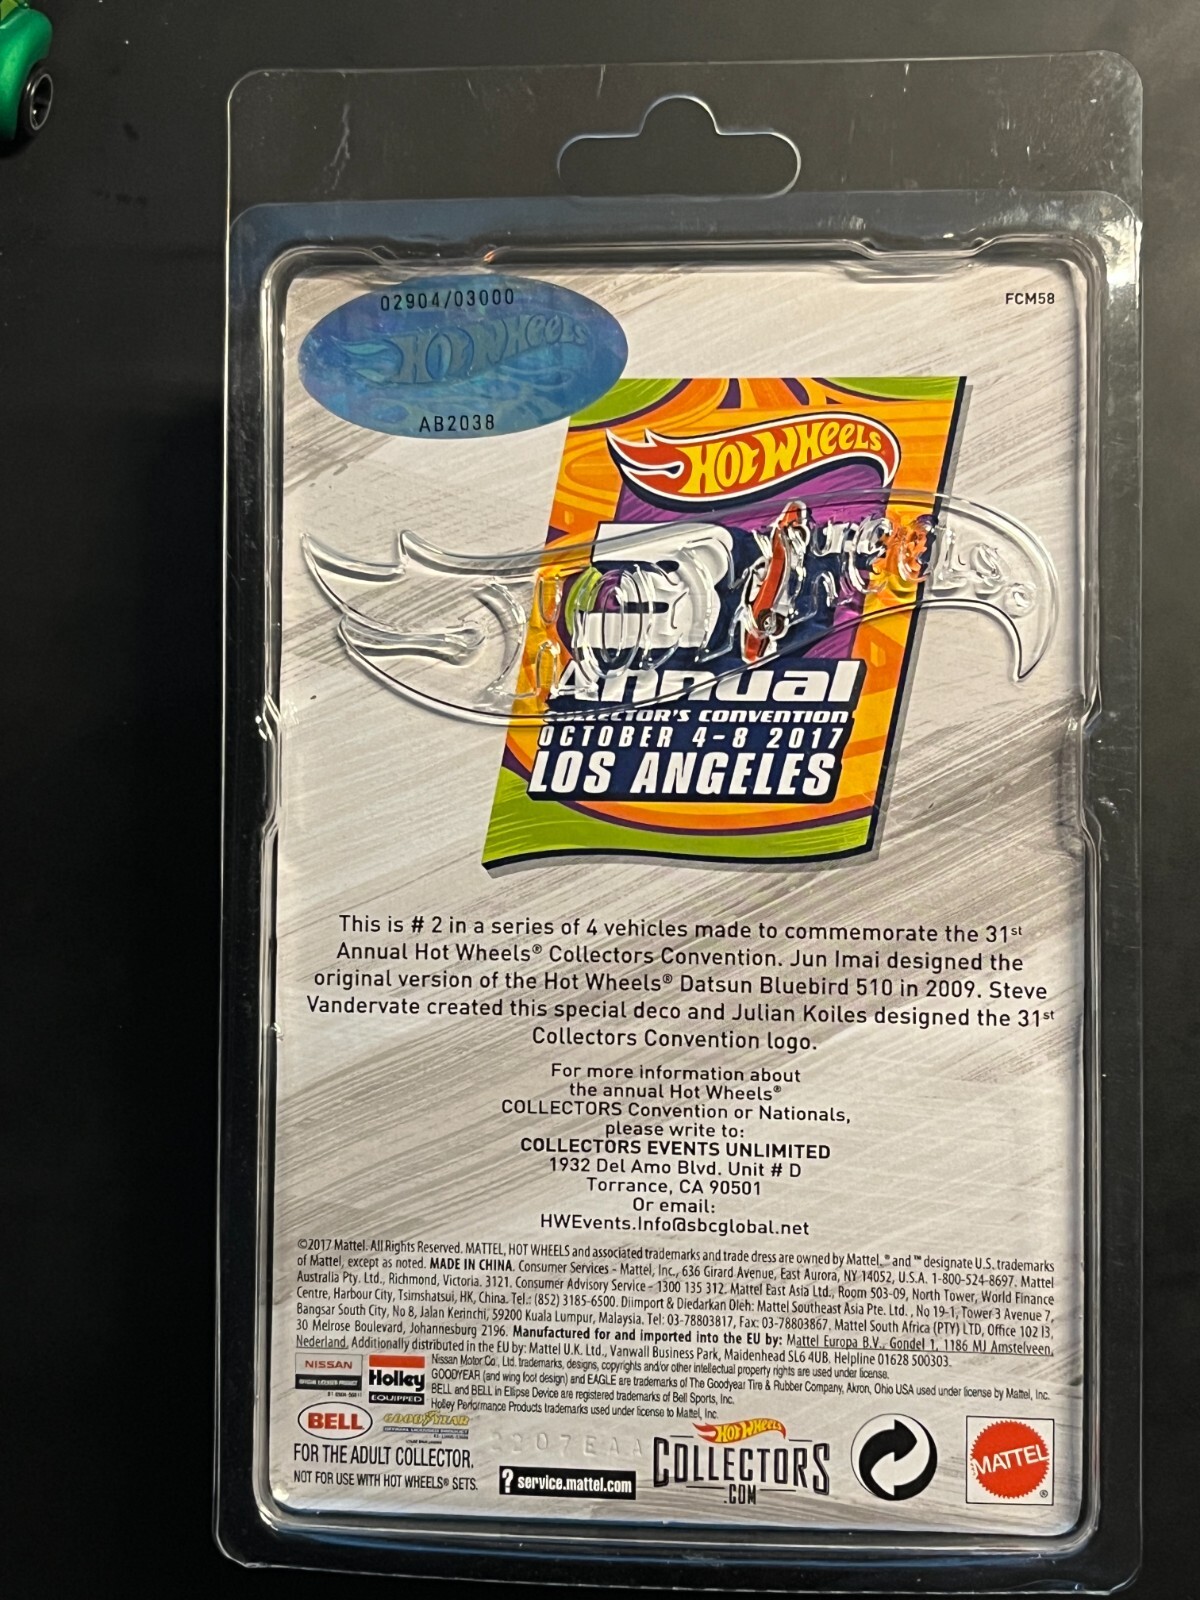 02904/03000
HOT WHEELS
AB2038
FCM58
HOT WHEELS
31
Annual
COLLECTOR'S CONVENTION
OCTOBER 4-8 2017
LOS ANGELES
This is # 2 in a series of 4 vehicles made to commemorate the 31st
Annual Hot Wheels® Collectors Convention. Jun Imai designed the
original version of the Hot Wheels® Datsun Bluebird 510 in 2009. Steve
Vandervate created this special deco and Julian Koiles designed the 31st
Collectors Convention logo.
For more information about
the annual Hot Wheels®
COLLECTORS Convention or Nationals,
please write to:
COLLECTORS EVENTS UNLIMITED
1932 Del Amo Blvd. Unit # D
Torrance, CA 90501
Or email:
HWEvents.Info@sbcglobal.net
©2017 Mattel. All Rights Reserved. MATTEL, HOT WHEELS and associated trademarks and trade dress are owned by Mattel. ® and ™ designate U.S. trademarks
of Mattel, except as noted. MADE IN CHINA. Consumer Services - Mattel, Inc., 636 Girard Avenue, East Aurora, NY 14052, U.S.A. 1-800-524-8697. Mattel
Australia Pty. Ltd., Richmond, Victoria. 3121. Consumer Advisory Service - 1300 135 312. Mattel East Asia Ltd., Room 503-09, North Tower, World Finance
Centre, Harbour City, Tsimshatsui, HK, China. Tel.: (852) 3185-6500. Diimport & Diedarkan Oleh: Mattel Southeast Asia Pte. Ltd. , No 19-1, Tower 3 Avenue 7,
Bangsar South City, No 8, Jalan Kerinchi, 59200 Kuala Lumpur, Malaysia. Tel: 03-78803817, Fax: 03-78803867. Mattel South Africa (PTY) LTD, Office 102 I3,
30 Melrose Boulevard, Johannesburg 2196. Manufactured for and imported into the EU by: Mattel Europa B.V., Gondel 1, 1186 MJ Amstelveen,
Nederland. Additionally distributed in the EU by: Mattel U.K. Ltd., Vanwall Business Park, Maidenhead SL6 4UB. Helpline 01628 500303.
NISSAN
Holley
EQUIPPED
Nissan Motor Co., Ltd. trademarks, designs, copyrights and/or other intellectual property rights are used under license.
GOODYEAR (and wing foot design) and EAGLE are trademarks of The Goodyear Tire & Rubber Company, Akron, Ohio USA used under license by Mattel, Inc.
BELL and BELL in Ellipse Device are registered trademarks of Bell Sports, Inc.
Holley Performance Products trademarks used under license to Mattel, Inc.
BELL
GOODYEAR
FOR THE ADULT COLLECTOR.
NOT FOR USE WITH HOT WHEELS® SETS.
? service.mattel.com
HOT WHEELS
COLLECTORS
.COM
MATTEL
®